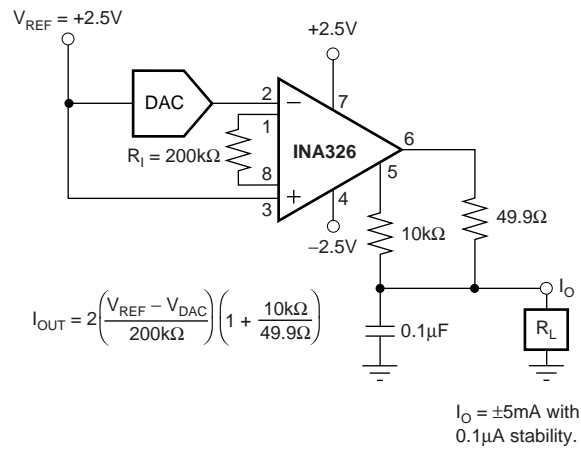 V_REF = +2.5V
+2.5V
DAC
2
−
7
1
R_I = 200kΩ
INA326
6
8
5
+
3
4
−2.5V
10kΩ
49.9Ω
I_O
I_OUT = 2 ( (V_REF − V_DAC) / 200kΩ ) ( 1 + 10kΩ / 49.9Ω )
0.1μF
R_L
I_O = ±5mA with
0.1μA stability.